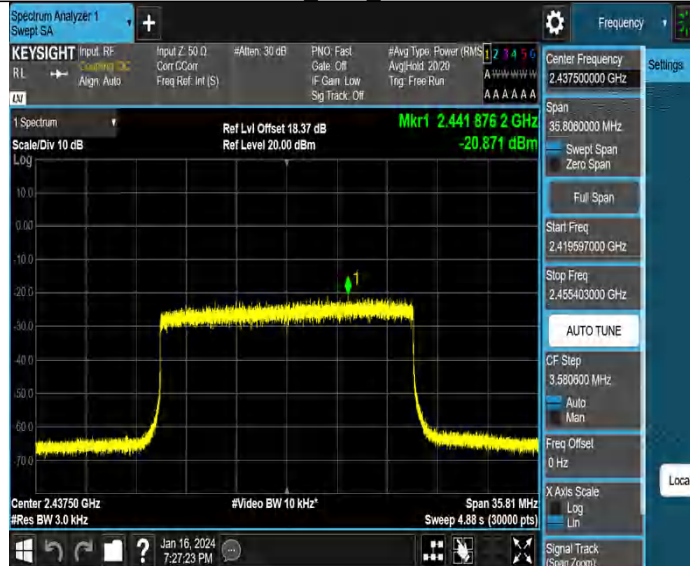 Spectrum Analyzer 1
Swept SA
+
Frequency
KEYSIGHT
RL
Input: RF
Coupling: DC
Align: Auto
Input Z: 50 Ω
Corr CCorr
Freq Ref: Int (S)
#Atten: 30 dB
PNO: Fast
Gate: Off
IF Gain: Low
Sig Track: Off
#Avg Type: Power (RMS
Avg|Hold: 20/20
Trig: Free Run
1 2 3 4 5 6
A W W W W W
A A A A A A
LXI
1 Spectrum
Scale/Div 10 dB
Ref Lvl Offset 18.37 dB
Ref Level 20.00 dBm
Mkr1 2.441 876 2 GHz
-20.871 dBm
Log
10.0
0.00
-10.0
-20.0
-30.0
-40.0
-50.0
-60.0
-70.0
1
Center 2.43750 GHz
#Res BW 3.0 kHz
#Video BW 10 kHz*
Span 35.81 MHz
Sweep 4.88 s (30000 pts)
?
Jan 16, 2024
7:27:23 PM
Center Frequency
2.437500000 GHz
Span
35.8060000 MHz
Swept Span
Zero Span
Full Span
Start Freq
2.419597000 GHz
Stop Freq
2.455403000 GHz
AUTO TUNE
CF Step
3.580600 MHz
Auto
Man
Freq Offset
0 Hz
X Axis Scale
Log
Lin
Signal Track
(Span Zoom)
Settings
Loca